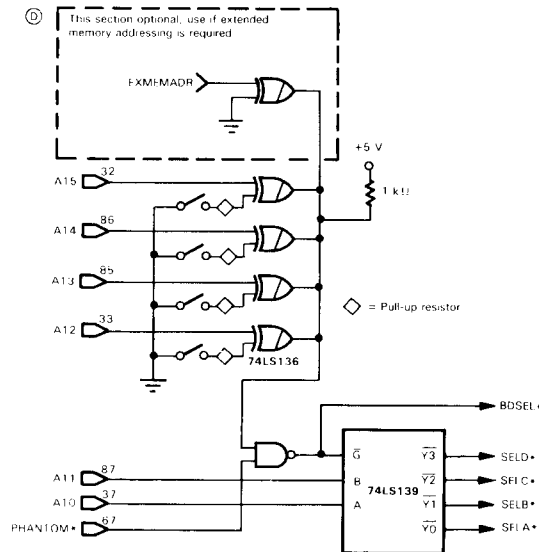 D
This section optional, use if extended
memory addressing is required
EXMEMADR
+5 V
1 kΩ
A15 32
A14 86
A13 85
A12 33
◇ = Pull-up resistor
74LS136
BDSEL*
A11 87
A10 37
PHANTOM* 67
G
B
A
74LS139
Y3
Y2
Y1
Y0
SELD*
SELC*
SELB*
SELA*